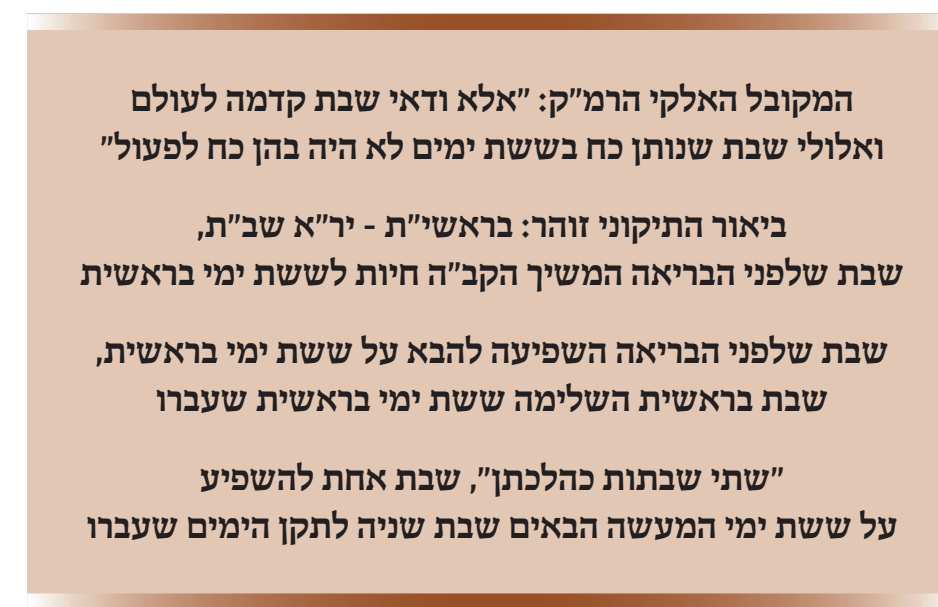 המקובל האלקי הרמ"ק: "אלא ודאי שבת קדמה לעולם
ואלולי שבת שנותן כח בששת ימים לא היה בהן כח לפעול"
ביאור התיקוני זוהר: בראשי"ת - יר"א שב"ת,
שבת שלפני הבריאה המשיך הקב"ה חיות לששת ימי בראשית
שבת שלפני הבריאה השפיעה להבא על ששת ימי בראשית,
שבת בראשית השלימה ששת ימי בראשית שעברו
"שתי שבתות כהלכתן", שבת אחת להשפיע
על ששת ימי המעשה הבאים שבת שניה לתקן הימים שעברו